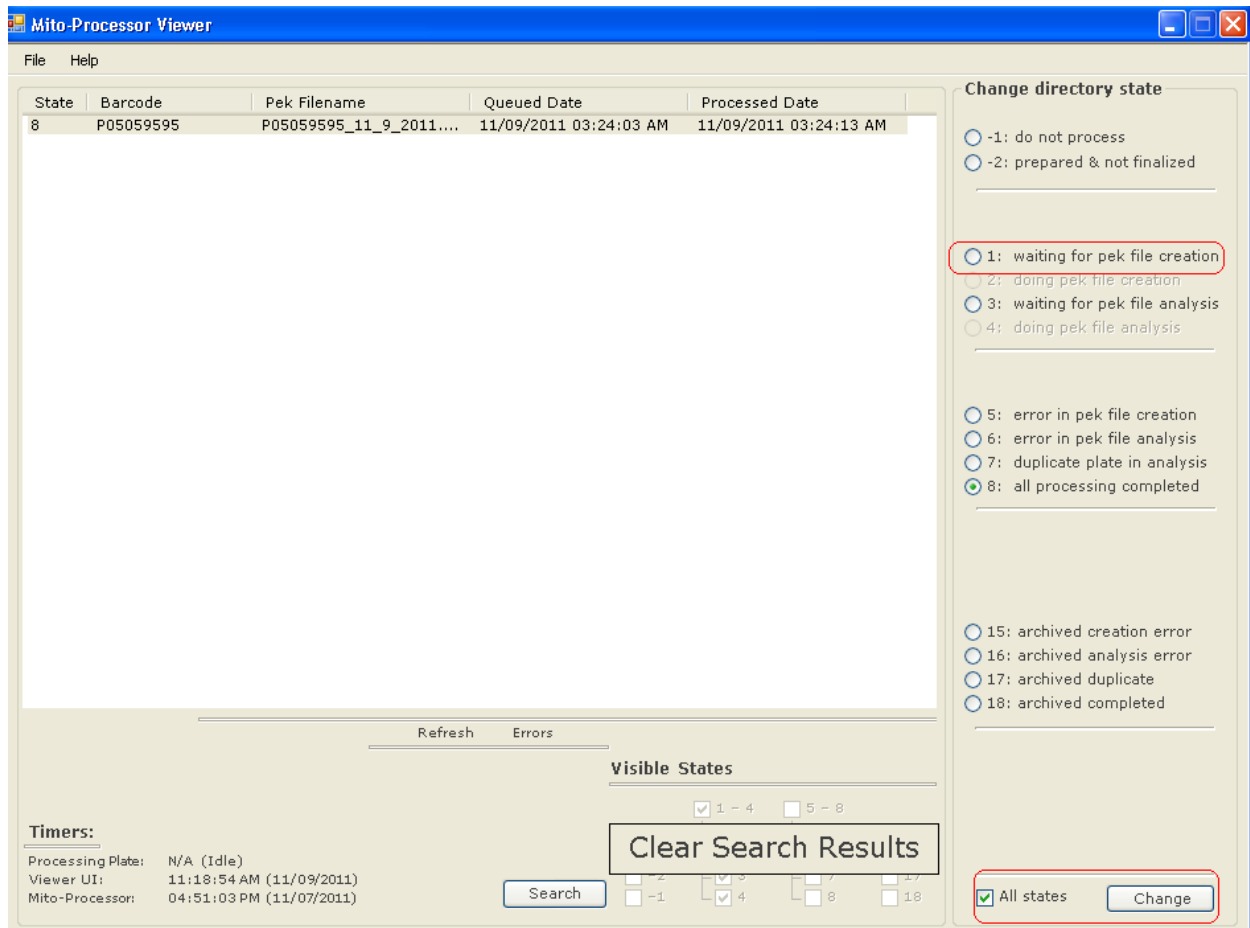 Mito-Processor Viewer
File Help
State Barcode Pek Filename Queued Date Processed Date
8 P05059595 P05059595_11_9_2011.... 11/09/2011 03:24:03 AM 11/09/2011 03:24:13 AM
Change directory state
-1: do not process
-2: prepared & not finalized
1: waiting for pek file creation
2: doing pek file creation
3: waiting for pek file analysis
4: doing pek file analysis
5: error in pek file creation
6: error in pek file analysis
7: duplicate plate in analysis
8: all processing completed
15: archived creation error
16: archived analysis error
17: archived duplicate
18: archived completed
Refresh Errors
Visible States
1 - 4 5 - 8
Clear Search Results
-2 3 7 17
-1 4 8 18
Timers:
Processing Plate: N/A (Idle)
Viewer UI: 11:18:54 AM (11/09/2011)
Mito-Processor: 04:51:03 PM (11/07/2011)
Search
All states Change